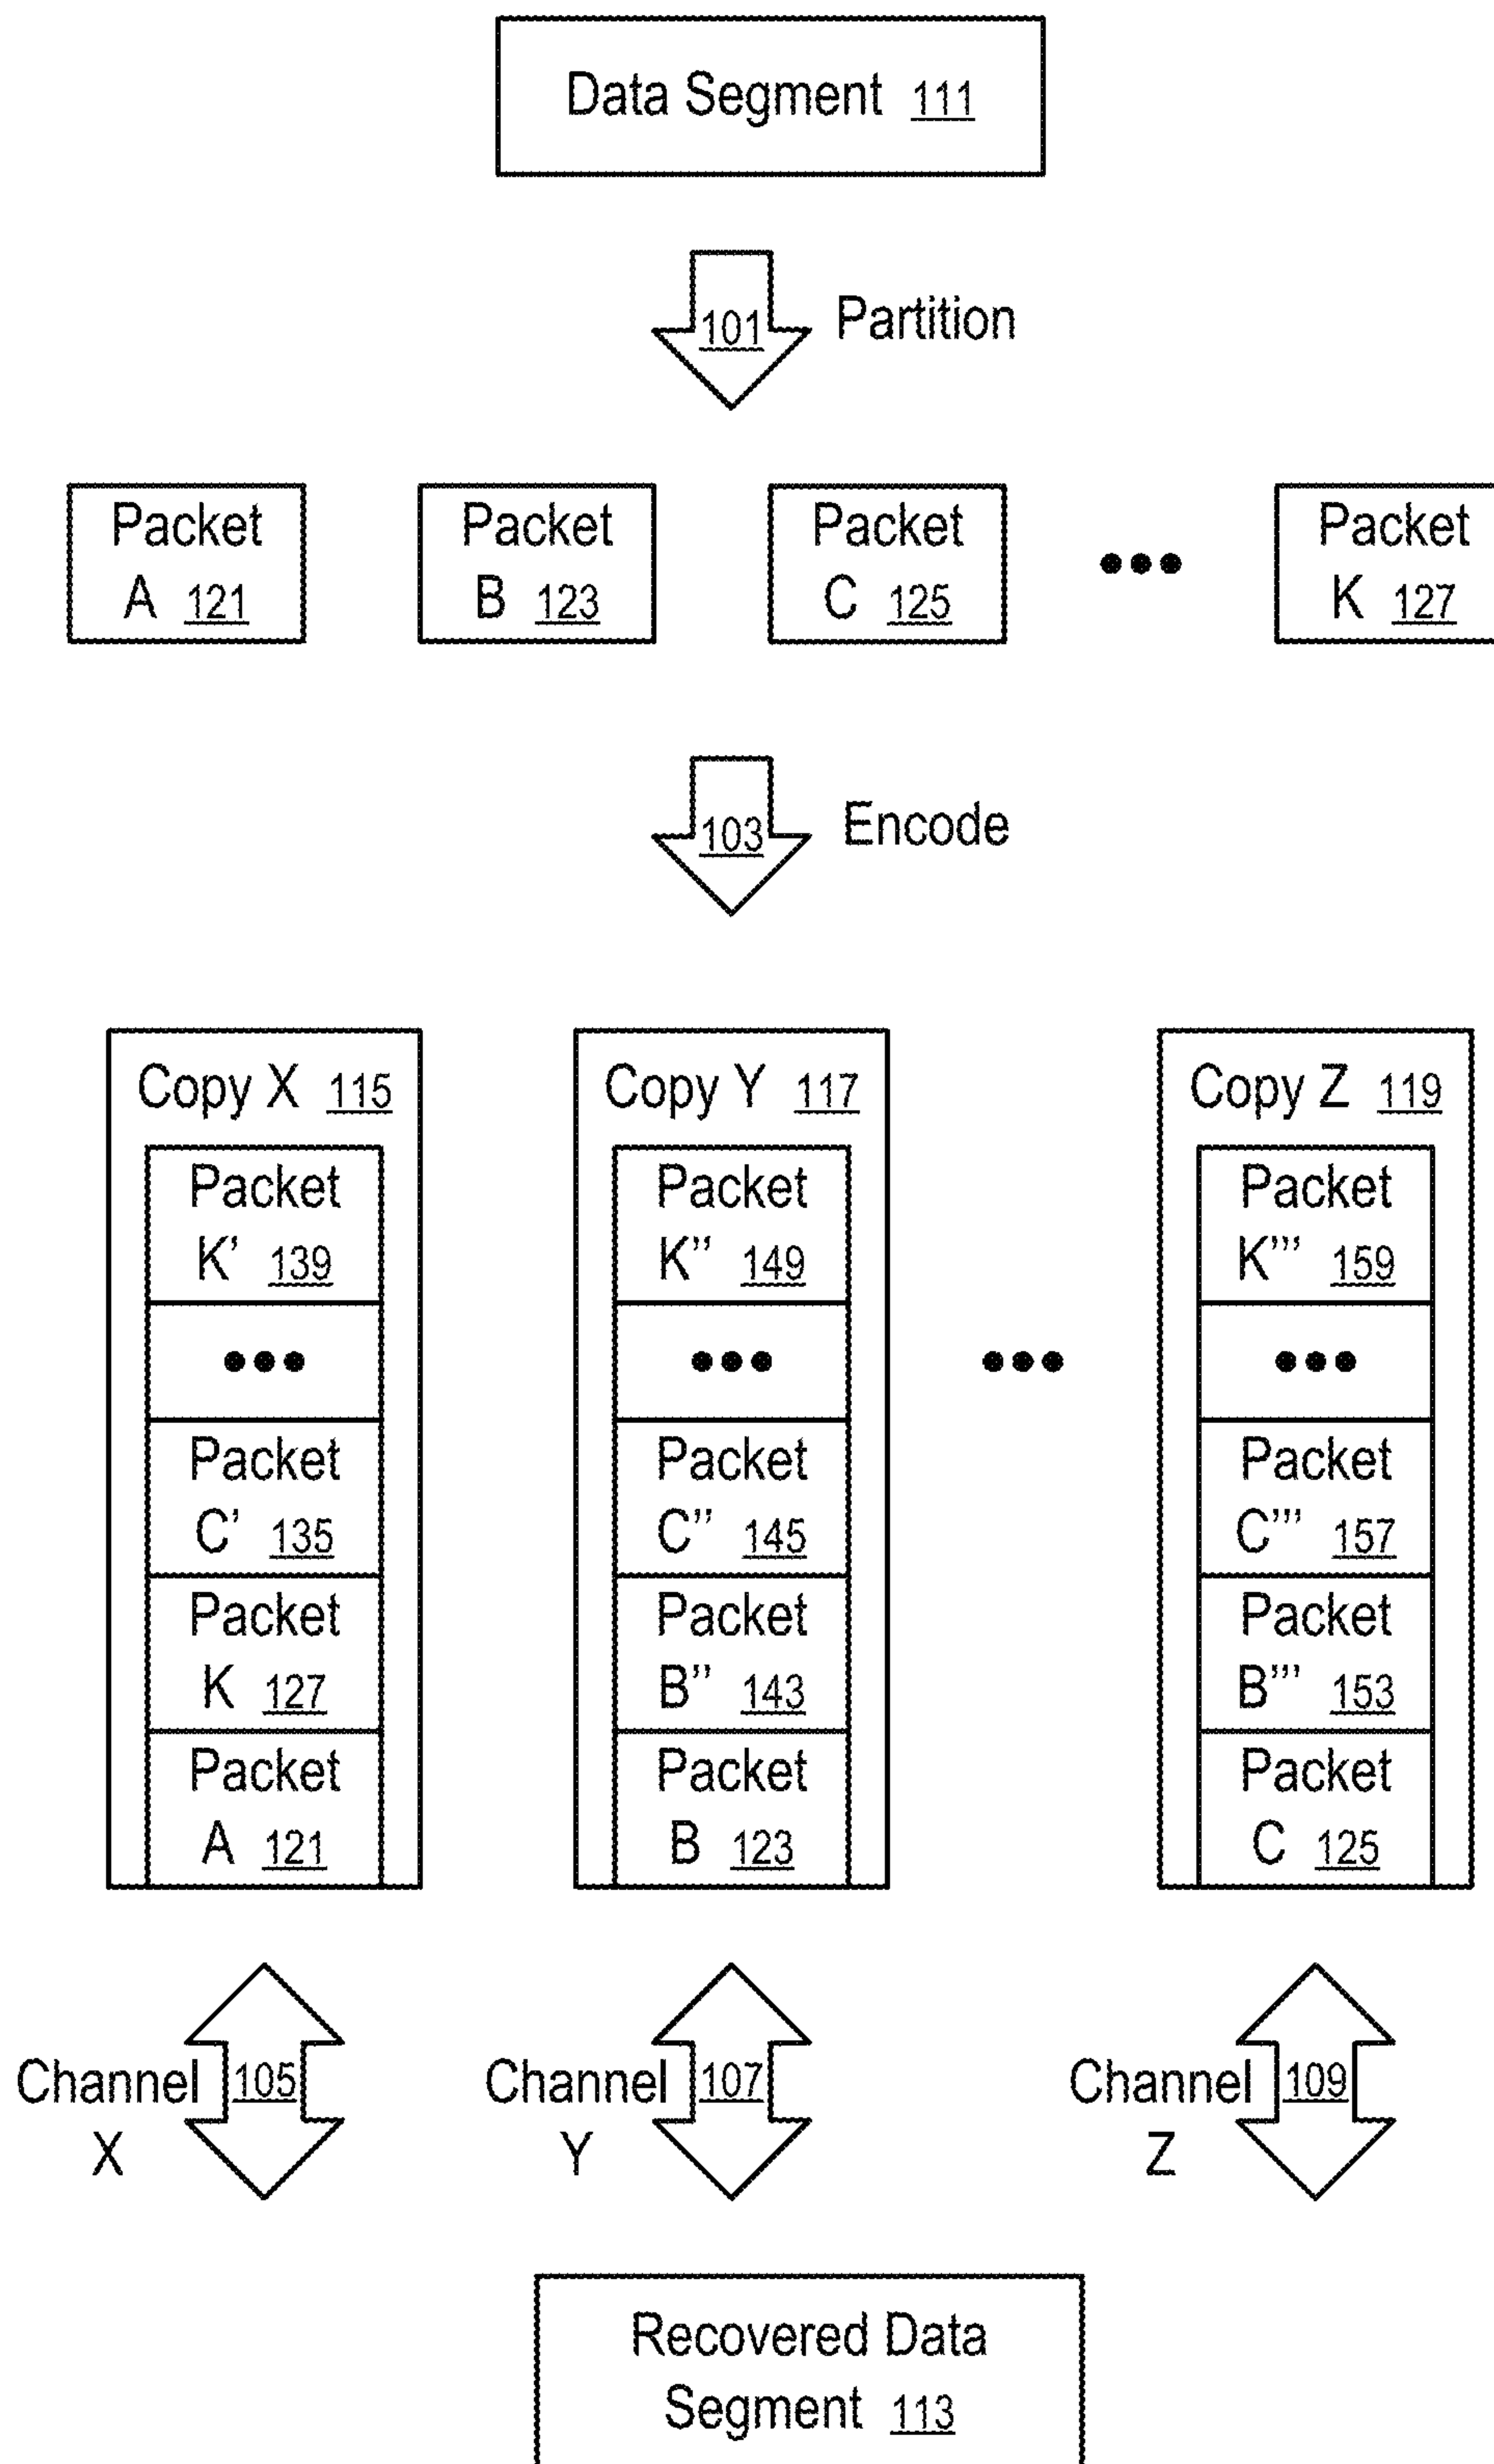 Data Segment 111
101 Partition
Packet
A 121
Packet
B 123
Packet
C 125
•••
Packet
K 127
103 Encode
Copy X 115
Packet
K' 139
•••
Packet
C' 135
Packet
K 127
Packet
A 121
Copy Y 117
Packet
K'' 149
•••
Packet
C'' 145
Packet
B'' 143
Packet
B 123
•••
Copy Z 119
Packet
K''' 159
•••
Packet
C''' 157
Packet
B''' 153
Packet
C 125
Channel 105
X
Channel 107
Y
Channel 109
Z
Recovered Data
Segment 113